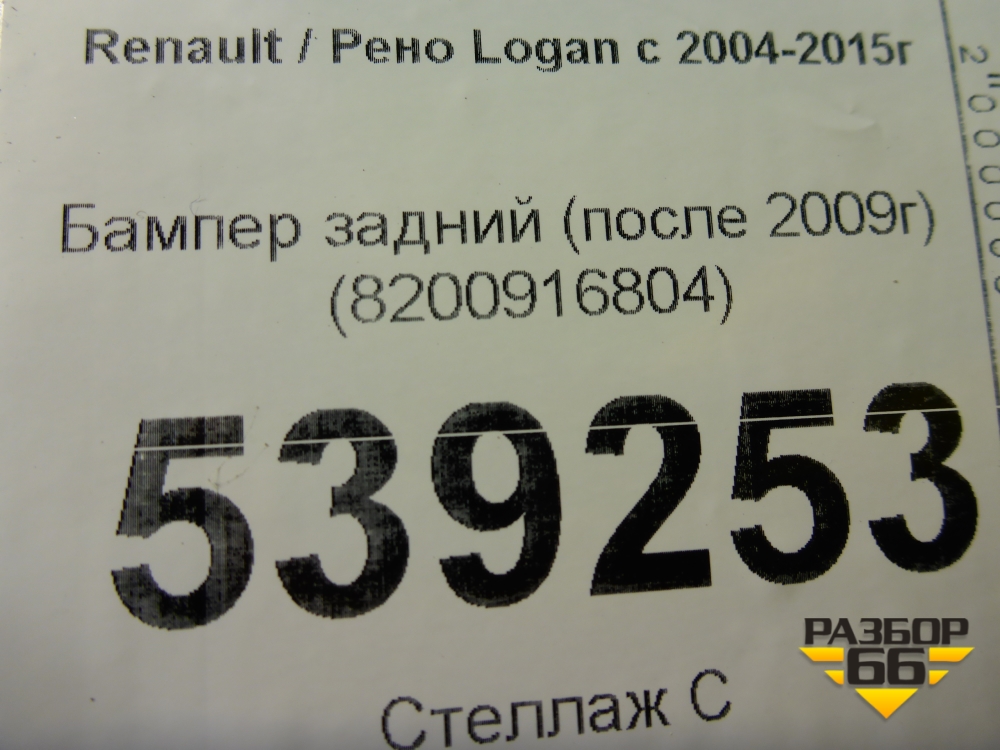 Renault / Рено Logan с 2004-2015г
Бампер задний (после 2009г)
(8200916804)
539253
Стеллаж С
РАЗБОР
66